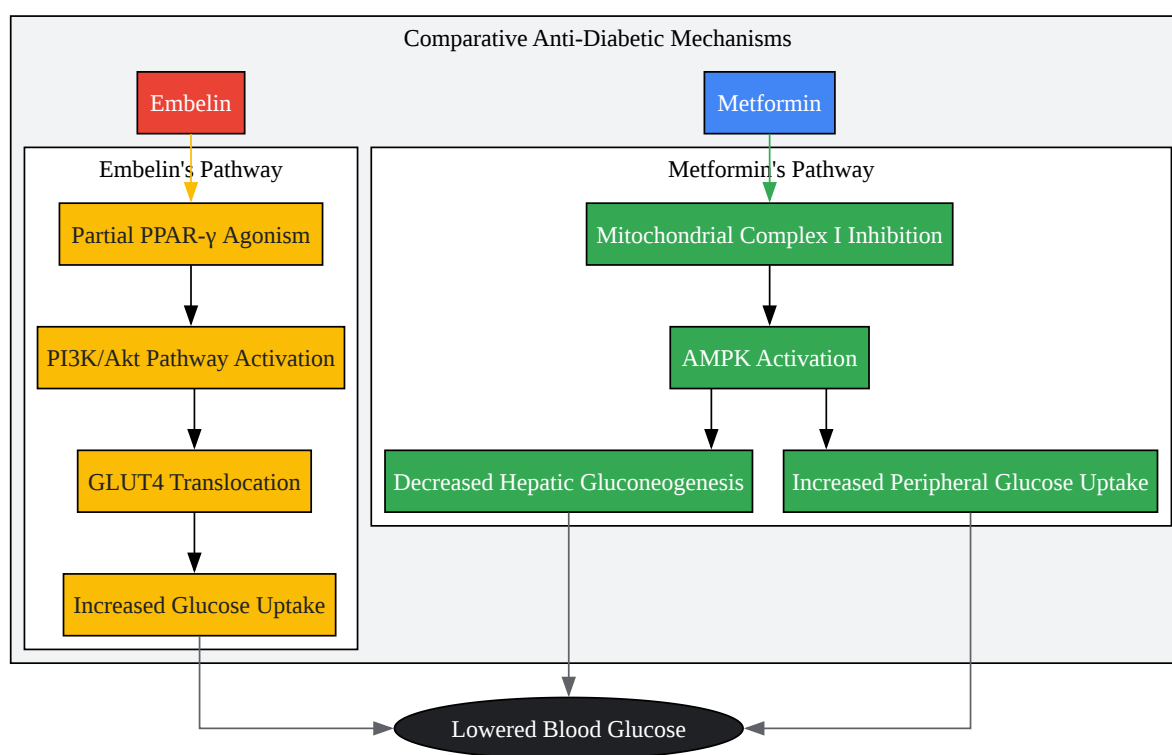 Comparative Anti-Diabetic Mechanisms
Embelin
Metformin
Embelin's Pathway
Metformin's Pathway
Partial PPAR-γ Agonism
Mitochondrial Complex I Inhibition
PI3K/Akt Pathway Activation
AMPK Activation
GLUT4 Translocation
Decreased Hepatic Gluconeogenesis
Increased Peripheral Glucose Uptake
Increased Glucose Uptake
Lowered Blood Glucose